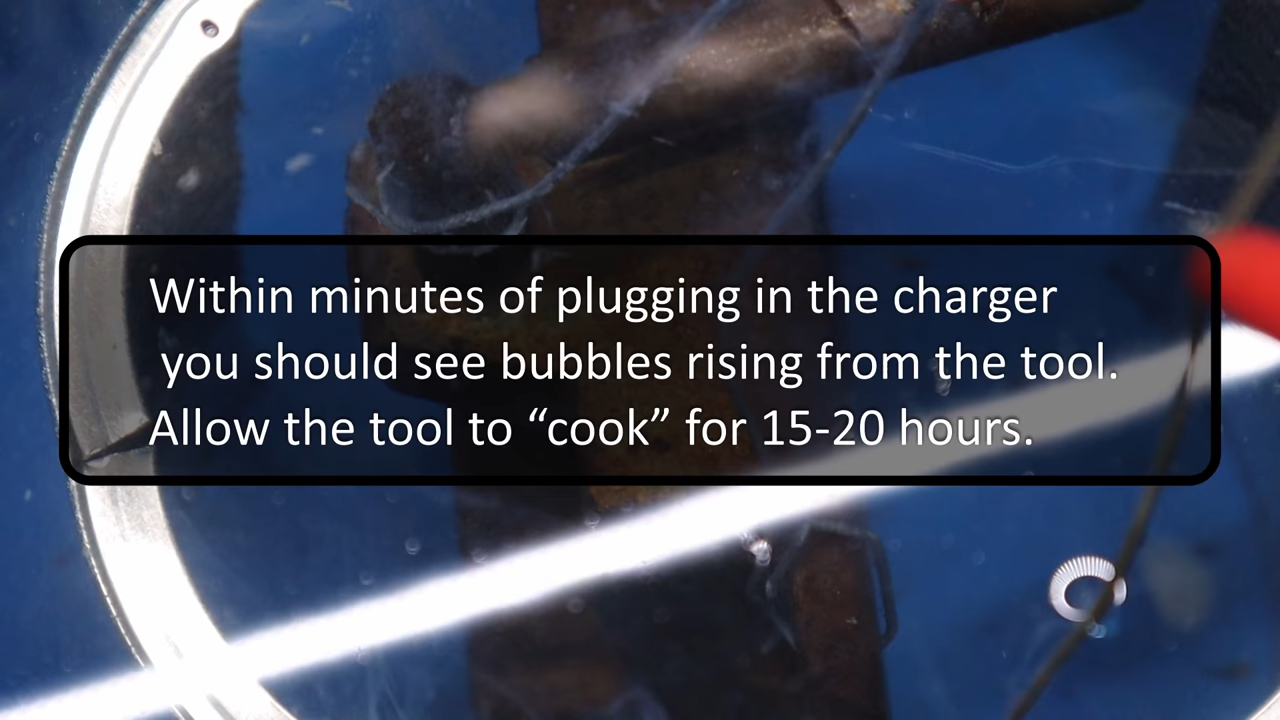 Within minutes of plugging in the charger
you should see bubbles rising from the tool.
Allow the tool to “cook” for 15-20 hours.